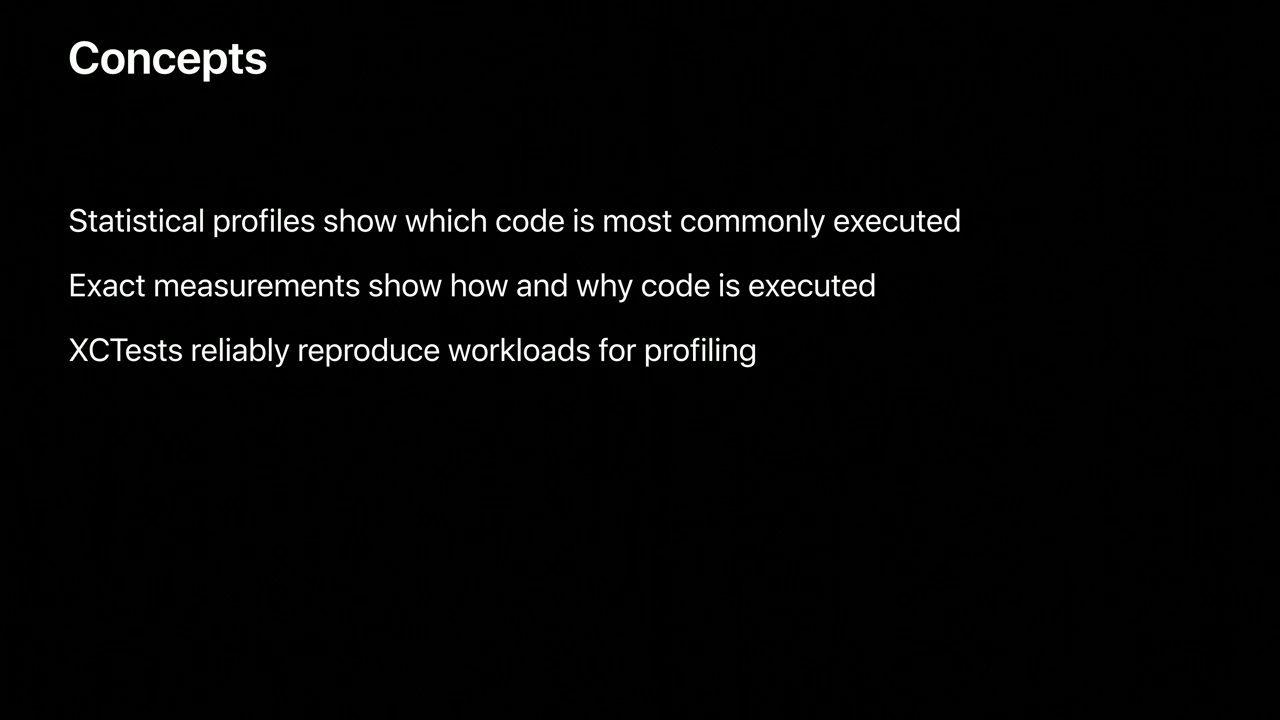 Concepts
Statistical profiles show which code is most commonly executed
Exact measurements show how and why code is executed
XCTests reliably reproduce workloads for profiling